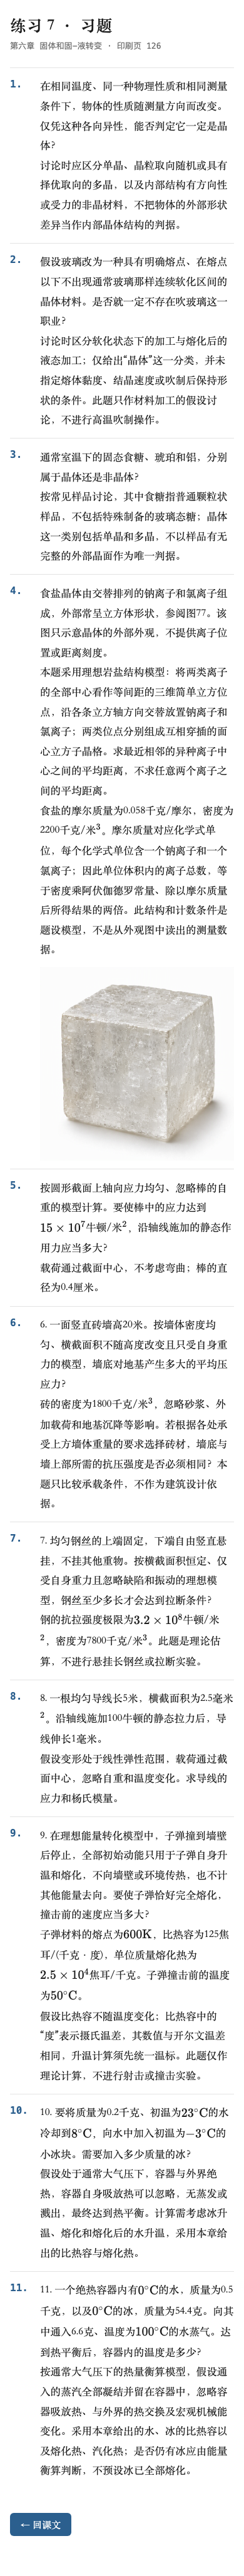 练习 7 · 习题
第六章 固体和固—液转变 · 印刷页 126
1.
在相同温度、同一种物理性质和相同测量
条件下，物体的性质随测量方向而改变。
仅凭这种各向异性，能否判定它一定是晶
体？
讨论时应区分单晶、晶粒取向随机或具有
择优取向的多晶，以及内部结构有方向性
或受力的非晶材料，不把物体的外部形状
差异当作内部晶体结构的判据。
2.
假设玻璃改为一种具有明确熔点、在熔点
以下不出现通常玻璃那样连续软化区间的
晶体材料。是否就一定不存在吹玻璃这一
职业？
讨论时区分软化状态下的加工与熔化后的
液态加工；仅给出“晶体”这一分类，并未
指定熔体黏度、结晶速度或吹制后保持形
状的条件。此题只作材料加工的假设讨
论，不进行高温吹制操作。
3.
通常室温下的固态食糖、琥珀和铝，分别
属于晶体还是非晶体？
按常见样品讨论，其中食糖指普通颗粒状
样品，不包括特殊制备的玻璃态糖；晶体
这一类别包括单晶和多晶，不以样品有无
完整的外部晶面作为唯一判据。
4.
食盐晶体由交替排列的钠离子和氯离子组
成，外部常呈立方体形状，参阅图77。该
图只示意晶体的外部外观，不提供离子位
置或距离刻度。
本题采用理想岩盐结构模型：将两类离子
的全部中心看作等间距的三维简单立方位
点，沿各条立方轴方向交替放置钠离子和
氯离子；两类位点分别组成互相穿插的面
心立方子晶格。求最近相邻的异种离子中
心之间的平均距离，不求任意两个离子之
间的平均距离。
食盐的摩尔质量为0.058千克/摩尔，密度为
2200千克/米³。摩尔质量对应化学式单
位，每个化学式单位含一个钠离子和一个
氯离子；因此单位体积内的离子总数，等
于密度乘阿伏伽德罗常量、除以摩尔质量
后所得结果的两倍。此结构和计数条件是
题设模型，不是从外观图中读出的测量数
据。
5.
按圆形截面上轴向应力均匀、忽略棒的自
重的模型计算。要使棒中的应力达到
15 × 10⁷牛顿/米²，沿轴线施加的静态作
用力应当多大？
载荷通过截面中心，不考虑弯曲；棒的直
径为0.4厘米。
6.
6. 一面竖直砖墙高20米。按墙体密度均
匀、横截面积不随高度改变且只受自身重
力的模型，墙底对地基产生多大的平均压
应力？
砖的密度为1800千克/米³，忽略砂浆、外
加载荷和地基沉降等影响。若根据各处承
受上方墙体重量的要求选择砖材，墙底与
墙上部所需的抗压强度是否必须相同？本
题只比较承载条件，不作为建筑设计依
据。
7.
7. 均匀钢丝的上端固定，下端自由竖直悬
挂，不挂其他重物。按横截面积恒定、仅
受自身重力且忽略缺陷和振动的理想模
型，钢丝至少多长才会达到拉断条件？
钢的抗拉强度极限为3.2 × 10⁸牛顿/米
²，密度为7800千克/米³。此题是理论估
算，不进行悬挂长钢丝或拉断实验。
8.
8. 一根均匀导线长5米，横截面积为2.5毫米
²。沿轴线施加100牛顿的静态拉力后，导
线伸长1毫米。
假设变形处于线性弹性范围，载荷通过截
面中心，忽略自重和温度变化。求导线的
应力和杨氏模量。
9.
9. 在理想能量转化模型中，子弹撞到墙壁
后停止，全部初始动能只用于子弹自身升
温和熔化，不向墙壁或环境传热，也不计
其他能量去向。要使子弹恰好完全熔化，
撞击前的速度应当多大？
子弹材料的熔点为600K，比热容为125焦
耳/(千克 · 度)，单位质量熔化热为
2.5 × 10⁴焦耳/千克。子弹撞击前的温度
为50°C。
假设比热容不随温度变化；比热容中的
“度”表示摄氏温差，其数值与开尔文温差
相同，升温计算须先统一温标。此题仅作
理论计算，不进行射击或撞击实验。
10.
10. 要将质量为0.2千克、初温为23°C的水
冷却到8°C，向水中加入初温为−3°C的
小冰块。需要加入多少质量的冰？
假设处于通常大气压下，容器与外界绝
热，容器自身吸放热可以忽略，无蒸发或
溅出，最终达到热平衡。计算需考虑冰升
温、熔化和熔化后的水升温，采用本章给
出的比热容与熔化热。
11.
11. 一个绝热容器内有0°C的水，质量为0.5
千克，以及0°C的冰，质量为54.4克。向其
中通入6.6克、温度为100°C的水蒸气。达
到热平衡后，容器内的温度是多少？
按通常大气压下的热量衡算模型，假设通
入的蒸汽全部凝结并留在容器中，忽略容
器吸放热、与外界的热交换及宏观机械能
变化。采用本章给出的水、冰的比热容以
及熔化热、汽化热；是否仍有冰应由能量
衡算判断，不预设冰已全部熔化。
← 回课文